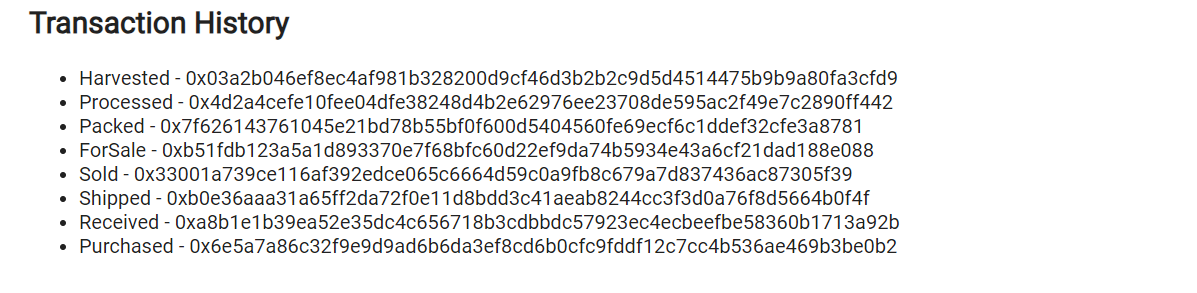 Transaction History
Harvested - 0x03a2b046ef8ec4af981b328200d9cf46d3b2b2c9d5d4514475b9b9a80fa3cfd9
Processed - 0x4d2a4cefe10fee04dfe38248d4b2e62976ee23708de595ac2f49e7c2890ff442
Packed - 0x7f626143761045e21bd78b55bf0f600d5404560fe69ecf6c1ddef32cfe3a8781
ForSale - 0xb51fdb123a5a1d893370e7f68bfc60d22ef9da74b5934e43a6cf21dad188e088
Sold - 0x33001a739ce116af392edce065c6664d59c0a9fb8c679a7d837436ac87305f39
Shipped - 0xb0e36aaa31a65ff2da72f0e11d8bdd3c41aeab8244cc3f3d0a76f8d5664b0f4f
Received - 0xa8b1e1b39ea52e35dc4c656718b3cdbbdc57923ec4ecbeefbe58360b1713a92b
Purchased - 0x6e5a7a86c32f9e9d9ad6b6da3ef8cd6b0cfc9fddf12c7cc4b536ae469b3be0b2